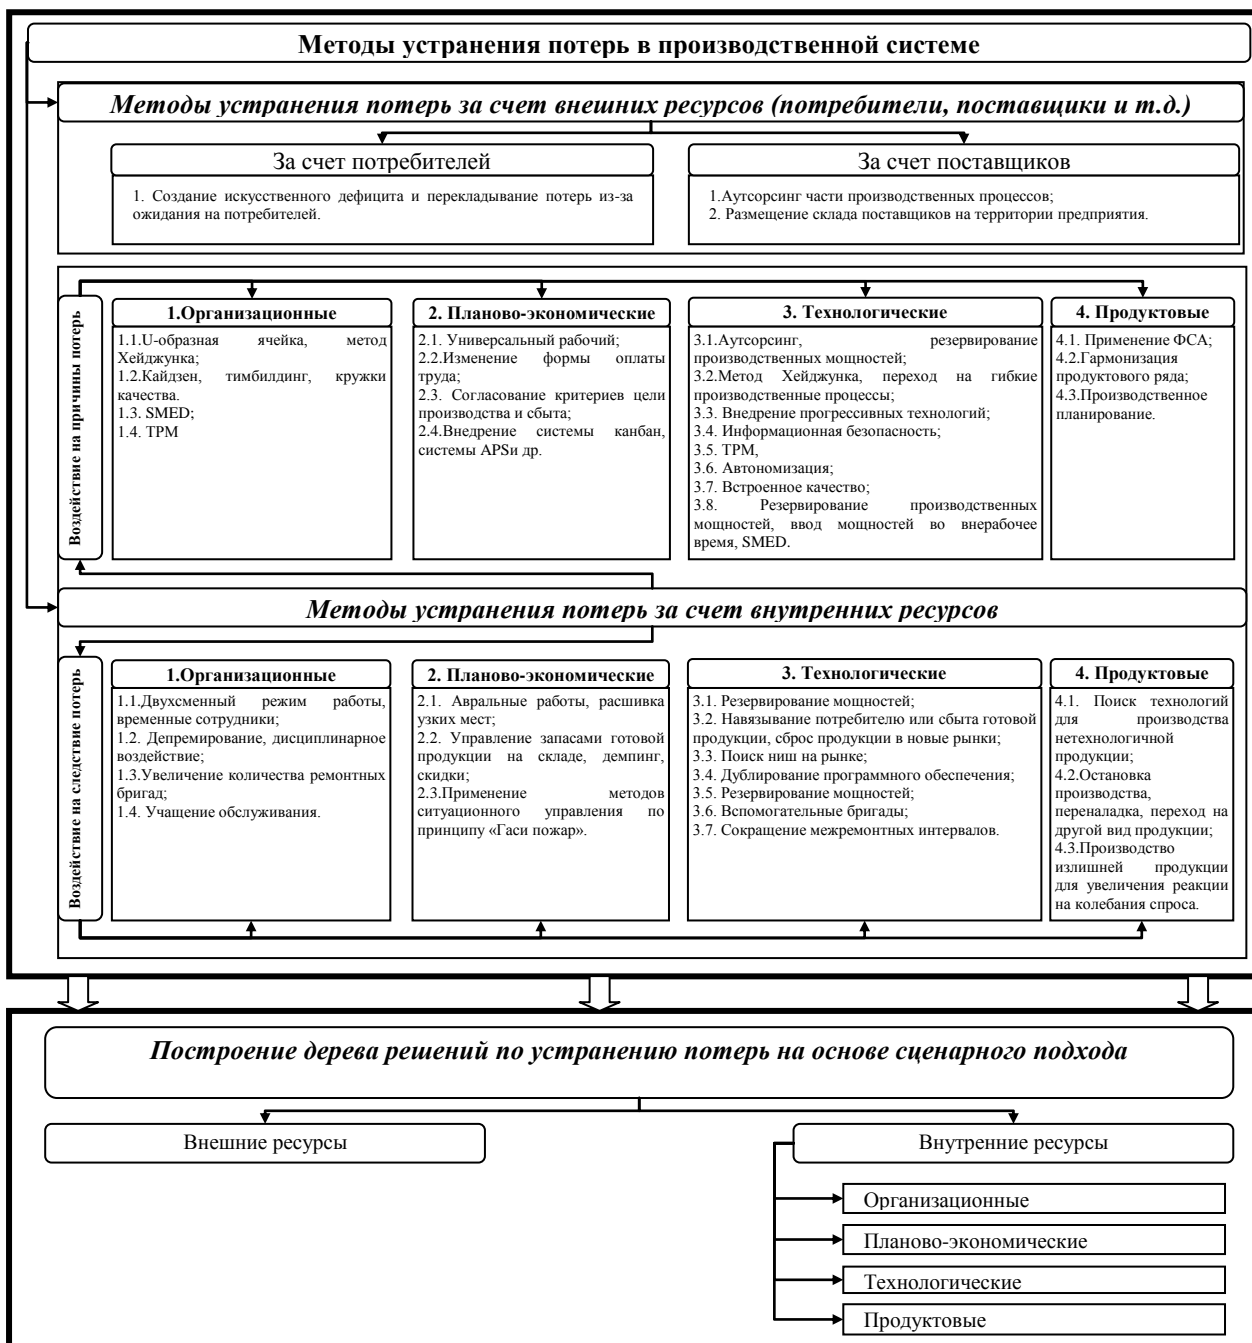 Методы устранения потерь в производственной системе
Методы устранения потерь за счет внешних ресурсов (потребители, поставщики и т.д.)
За счет потребителей
1. Создание искусственного дефицита и перекладывание потерь из-за
ожидания на потребителей.
За счет поставщиков
1.Аутсорсинг части производственных процессов;
2. Размещение склада поставщиков на территории предприятия.
Воздействие на причины потерь
1.Организационные
1.1.U-образная ячейка, метод
Хейджунка;
1.2.Кайдзен, тимбилдинг, кружки
качества.
1.3. SMED;
1.4. TPM
2. Планово-экономические
2.1. Универсальный рабочий;
2.2.Изменение формы оплаты
труда;
2.3. Согласование критериев цели
производства и сбыта;
2.4.Внедрение системы канбан,
системы APSи др.
3. Технологические
3.1.Аутсорсинг, резервирование
производственных мощностей;
3.2.Метод Хейджунка, переход на гибкие
производственные процессы;
3.3. Внедрение прогрессивных технологий;
3.4. Информационная безопасность;
3.5. TPM,
3.6. Автономизация;
3.7. Встроенное качество;
3.8. Резервирование производственных
мощностей, ввод мощностей во внерабочее
время, SMED.
4. Продуктовые
4.1. Применение ФСА;
4.2.Гармонизация
продуктового ряда;
4.3.Производственное
планирование.
Методы устранения потерь за счет внутренних ресурсов
Воздействие на следствие потерь
1.Организационные
1.1.Двухсменный режим работы,
временные сотрудники;
1.2. Депремирование, дисциплинарное
воздействие;
1.3.Увеличение количества ремонтных
бригад;
1.4. Учащение обслуживания.
2. Планово-экономические
2.1. Авральные работы, расшивка
узких мест;
2.2. Управление запасами готовой
продукции на складе, демпинг,
скидки;
2.3.Применение методов
ситуационного управления по
принципу «Гаси пожар».
3. Технологические
3.1. Резервирование мощностей;
3.2. Навязывание потребителю или сбыта готовой
продукции, сброс продукции в новые рынки;
3.3. Поиск ниш на рынке;
3.4. Дублирование программного обеспечения;
3.5. Резервирование мощностей;
3.6. Вспомогательные бригады;
3.7. Сокращение межремонтных интервалов.
4. Продуктовые
4.1. Поиск технологий
для производства
нетехнологичной
продукции;
4.2.Остановка
производства,
переналадка, переход на
другой вид продукции;
4.3.Производство
излишней продукции
для увеличения реакции
на колебания спроса.
Построение дерева решений по устранению потерь на основе сценарного подхода
Внешние ресурсы
Внутренние ресурсы
Организационные
Планово-экономические
Технологические
Продуктовые